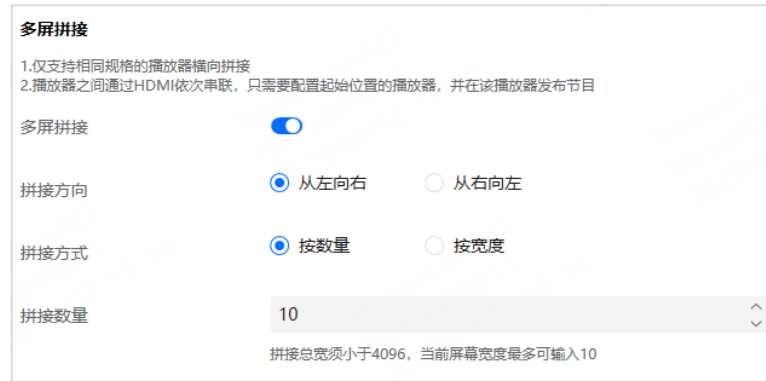 多屏拼接
1.仅支持相同规格的播放器横向拼接
2.播放器之间通过HDMI依次串联，只需要配置起始位置的播放器，并在该播放器发布节目
多屏拼接
拼接方向 从左向右 从右向左
拼接方式 按数量 按宽度
拼接数量 10
拼接总宽须小于4096，当前屏幕宽度最多可输入10